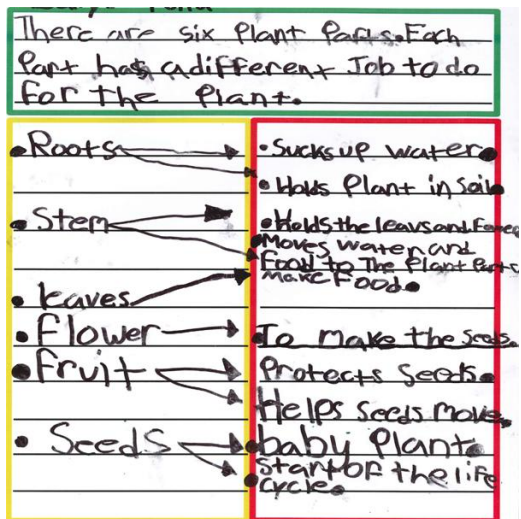 There are six Plant Parts. Each
Part has a different Job to do
for the Plant.
• Roots
• Sucks up water.
• Holds Plant in soil
• Stem
• Holds the leavs and
• Moves water and
Food to The Plant Parts
• leaves
make Food.
• Flower
• To make the seeds.
• Fruit
Protects Seeds.
Helps seeds move.
• Seeds
• baby Plant.
• Start of the life
cycle.